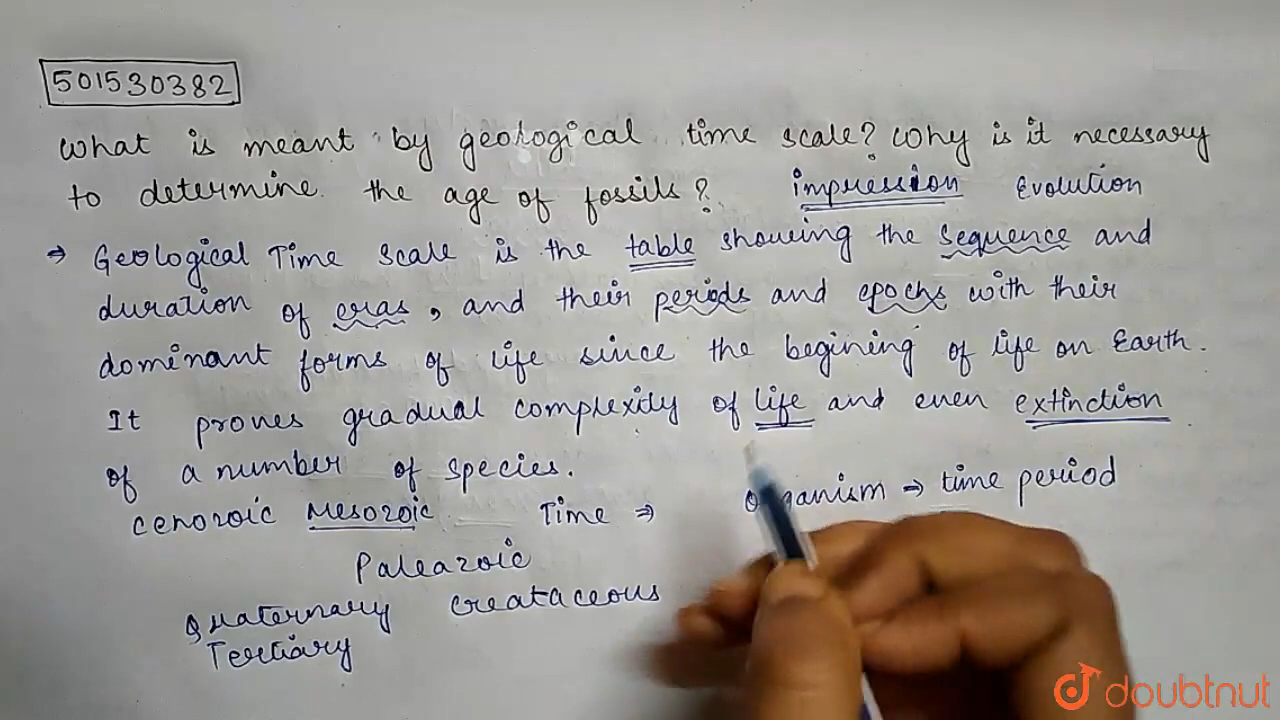 501530382
What is meant by geological time scale? Why is it necessary
to determine the age of fossils? impression Evolution
→ Geological Time Scale is the table showing the sequence and
duration of eras, and their periods and epochs with their
dominant forms of life since the begining of life on Earth.
It proves gradual complexity of life and even extinction
of a number of species.
Cenozoic Mesozoic Time ⇒ organism → time period
Paleazoic
Quaternary Creataceous
Tertiary
doubtnut